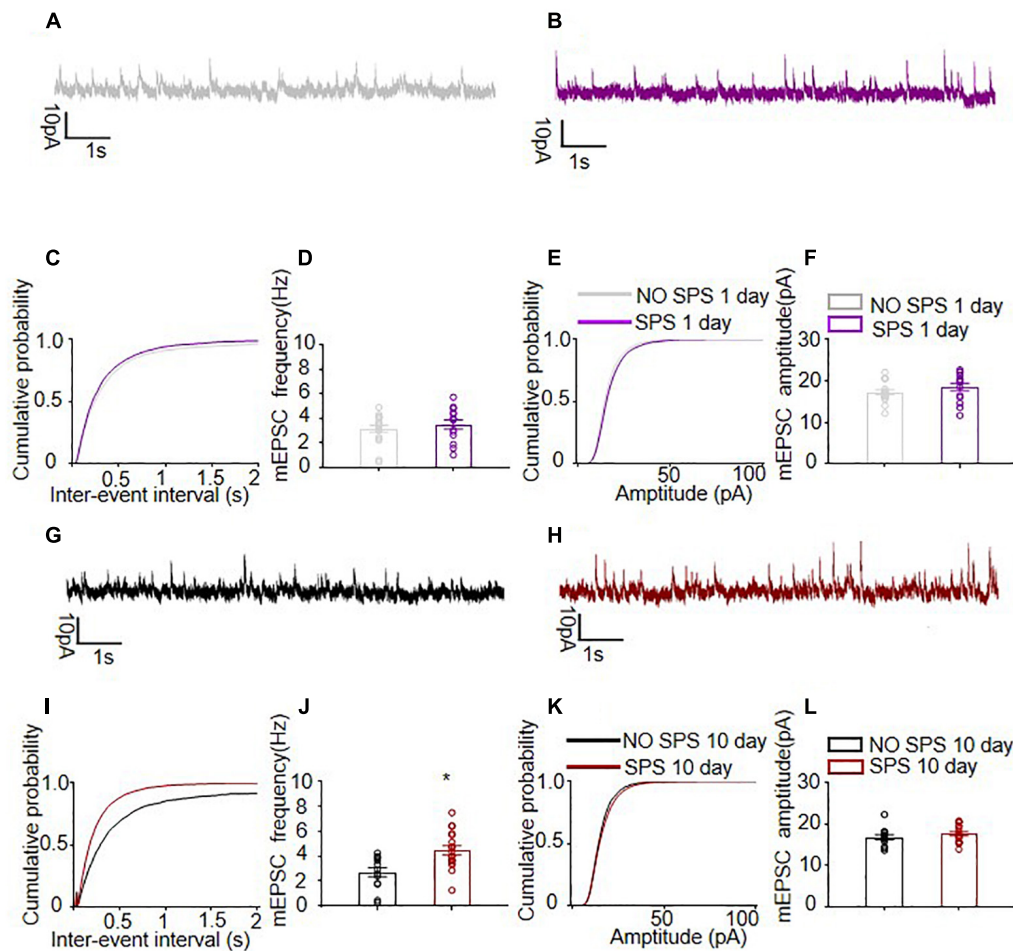 A
B
10pA
1s
10pA
1s
C
D
E
F
Cumulative probability
1.0
0.5
0
0.5
1
1.5
2
Inter-event interval (s)
mEPSC frequency(Hz)
10
8
6
4
2
0
NO SPS 1 day
SPS 1 day
Cumulative probability
1.0
0.5
0
50
100
Amptitude (pA)
NO SPS 1 day
SPS 1 day
mEPSC amplitude(pA)
30
20
10
0
G
H
10pA
1s
10pA
1s
I
J
K
L
Cumulative probability
1.0
0.5
0
0.5
1
1.5
2
Inter-event interval (s)
mEPSC frequency(Hz)
10
8
6
4
2
0
*
NO SPS 10 day
SPS 10 day
Cumulative probability
1.0
0.5
0
50
100
Amplitude (pA)
NO SPS 10 day
SPS 10 day
mEPSC amplitude(pA)
30
20
10
0